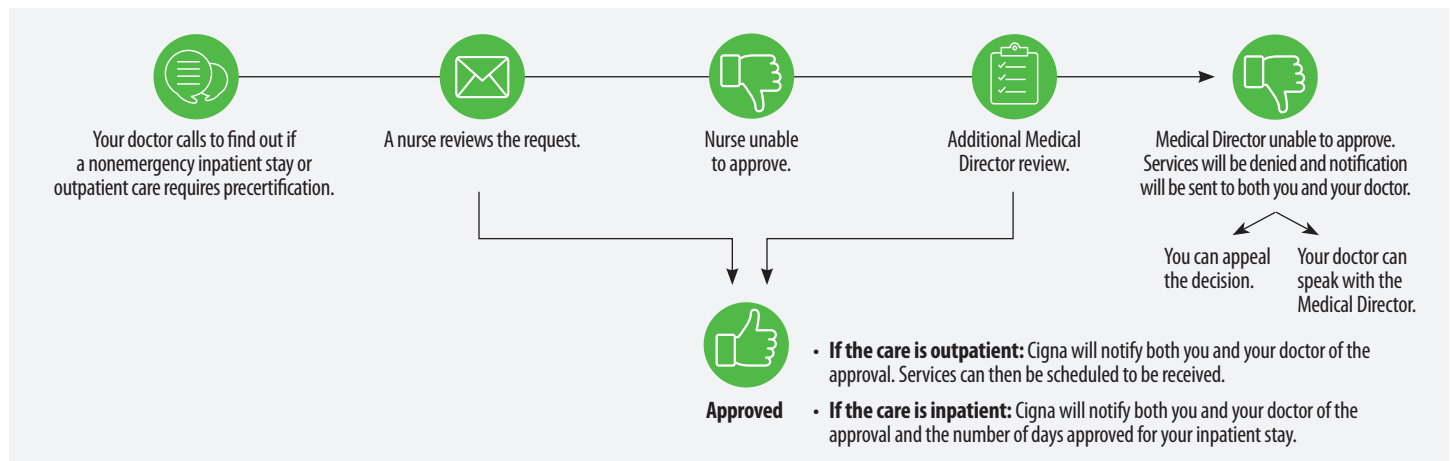 Your doctor calls to find out if
a nonemergency inpatient stay or
outpatient care requires precertification.
A nurse reviews the request.
Nurse unable
to approve.
Additional Medical
Director review.
Medical Director unable to approve.
Services will be denied and notification
will be sent to both you and your doctor.
You can appeal
the decision.
Your doctor can
speak with the
Medical Director.
Approved
• If the care is outpatient: Cigna will notify both you and your doctor of the
approval. Services can then be scheduled to be received.
• If the care is inpatient: Cigna will notify both you and your doctor of the
approval and the number of days approved for your inpatient stay.